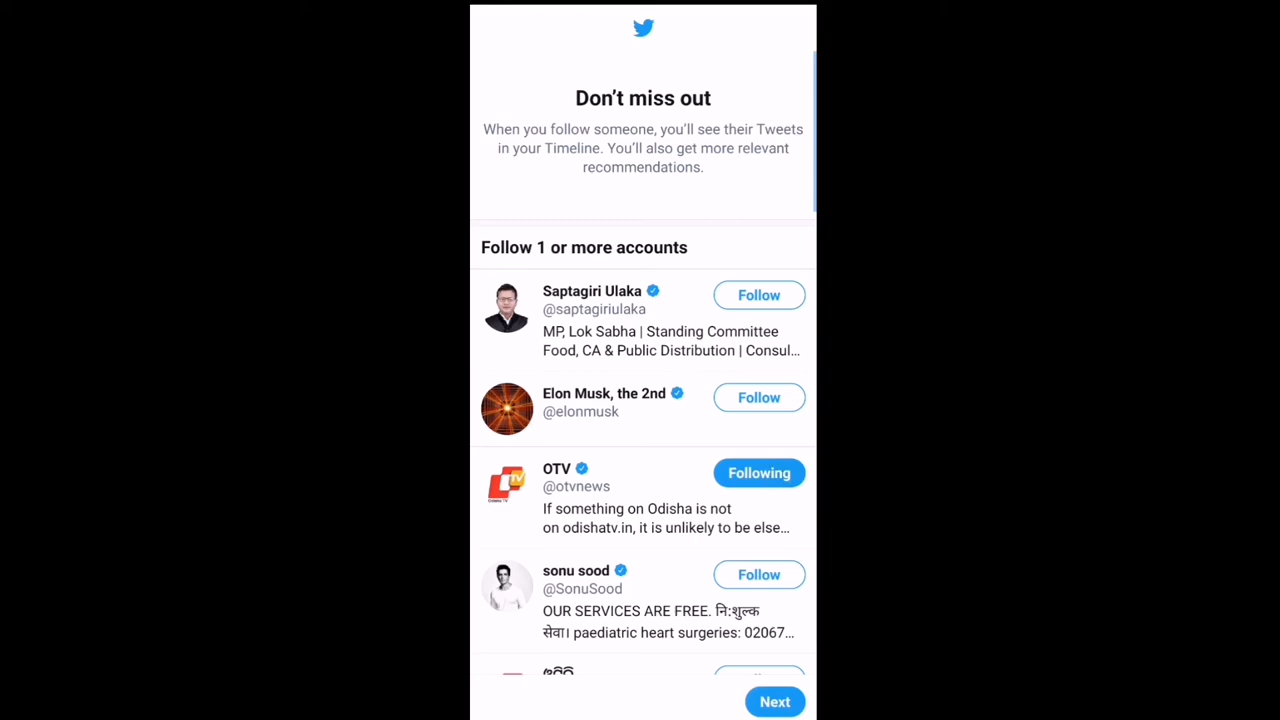 Don’t miss out
When you follow someone, you’ll see their Tweets
in your Timeline. You’ll also get more relevant
recommendations.
Follow 1 or more accounts
Saptagiri Ulaka
Follow
@saptagiriulaka
MP, Lok Sabha | Standing Committee
Food, CA & Public Distribution | Consul...
Elon Musk, the 2nd
Follow
@elonmusk
OTV
Following
@otvnews
If something on Odisha is not
on odishatv.in, it is unlikely to be else...
sonu sood
Follow
@SonuSood
OUR SERVICES ARE FREE. नि:शुल्क
सेवा। paediatric heart surgeries: 02067...
Next